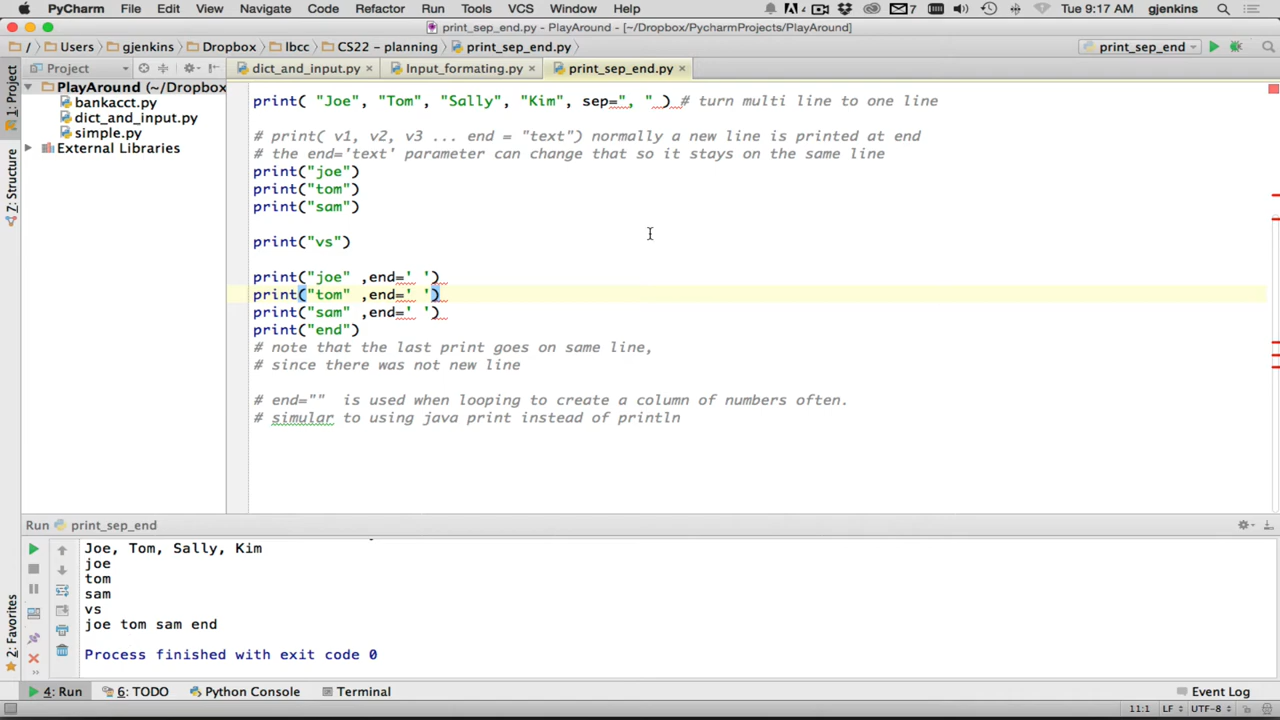 PyCharm File Edit View Navigate Code Refactor Run Tools VCS Window Help 4 7 Tue 9:17 AM gjenkins
print_sep_end.py - PlayAround - [~/Dropbox/PycharmProjects/PlayAround]
/ Users gjenkins Dropbox lbcc CS22 - planning print_sep_end.py print_sep_end
Project dict_and_input.py Input_formating.py print_sep_end.py
1: Project
Z: Structure
2: Favorites
PlayAround (~/Dropbox
bankacct.py
dict_and_input.py
simple.py
External Libraries
print( "Joe", "Tom", "Sally", "Kim", sep=", " ) # turn multi line to one line
# print( v1, v2, v3 ... end = "text") normally a new line is printed at end
# the end='text' parameter can change that so it stays on the same line
print("joe")
print("tom")
print("sam")
print("vs")
print("joe" ,end=' ')
print("tom" ,end=' ')
print("sam" ,end=' ')
print("end")
# note that the last print goes on same line,
# since there was not new line
# end="" is used when looping to create a column of numbers often.
# simular to using java print instead of println
Run print_sep_end
Joe, Tom, Sally, Kim
joe
tom
sam
vs
joe tom sam end
Process finished with exit code 0
4: Run 6: TODO Python Console Terminal Event Log
11:1 LF UTF-8